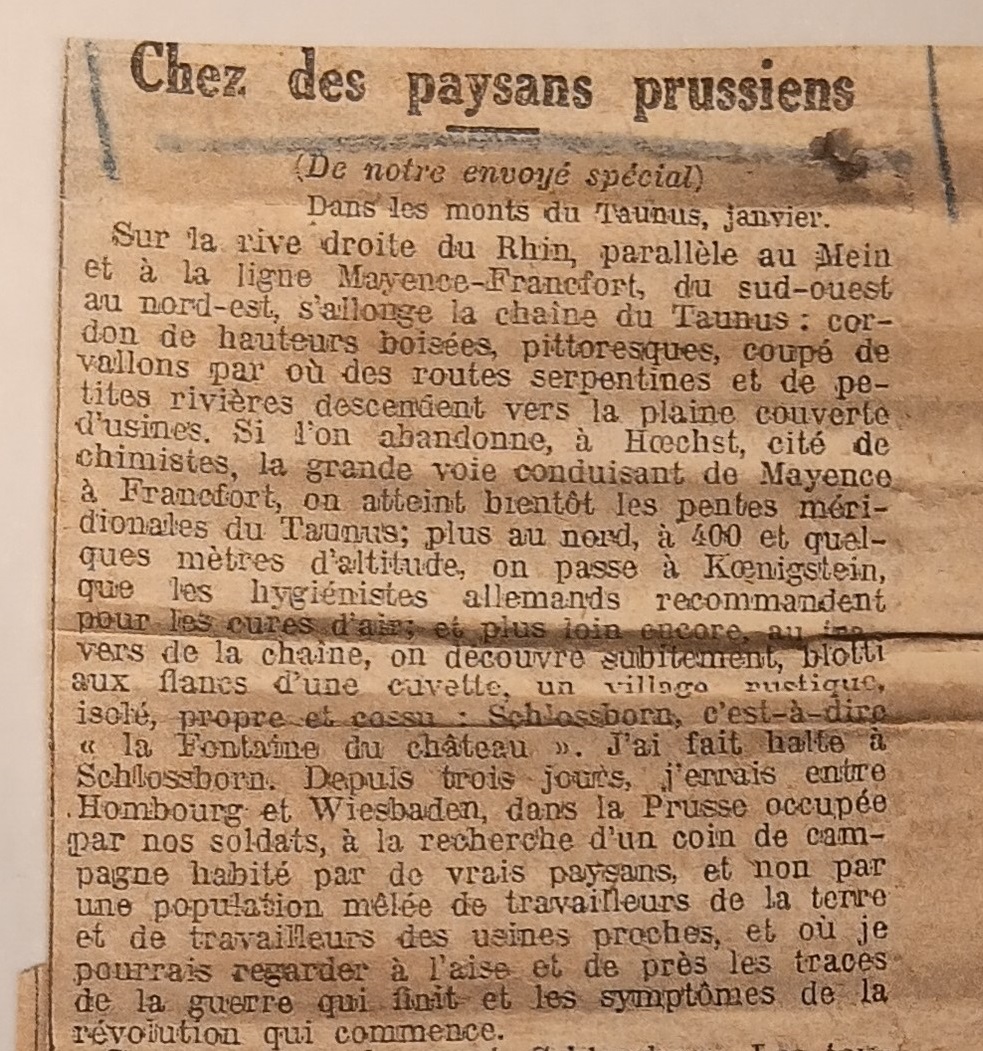 Chez des paysans prussiens
(De notre envoyé spécial)
Dans les monts du Taunus, janvier.
Sur la rive droite du Rhin, parallèle au Mein
et à la ligne Mayence-Francfort, du sud-ouest
au nord-est, s'allonge la chaîne du Taunus : cor-
don de hauteurs boisées, pittoresques, coupé de
vallons par où des routes serpentines et de pe-
tites rivières descendent vers la plaine couverte
d'usines. Si l'on abandonne, à Hœchst, cité de
chimistes, la grande voie conduisant de Mayence
à Francfort, on atteint bientôt les pentes méri-
dionales du Taunus; plus au nord, à 400 et quel-
ques mètres d'altitude, on passe à Kœnigstein,
que les hygiénistes allemands recommandent
pour les cures d'air; et plus loin encore, au tra-
vers de la chaîne, on découvre subitement, blotti
aux flancs d'une cuvette, un village rustique,
isolé, propre et cossu : Schlossborn, c'est-à-dire
« la Fontaine du château ». J'ai fait halte à
Schlossborn. Depuis trois jours, j'errais entre
Hombourg et Wiesbaden, dans la Prusse occupée
par nos soldats, à la recherche d'un coin de cam-
pagne habité par de vrais paysans, et non par
une population mêlée de travailleurs de la terre
et de travailleurs des usines proches, et où je
pourrais regarder à l'aise et de près les traces
de la guerre qui finit et les symptômes de la
révolution qui commence.